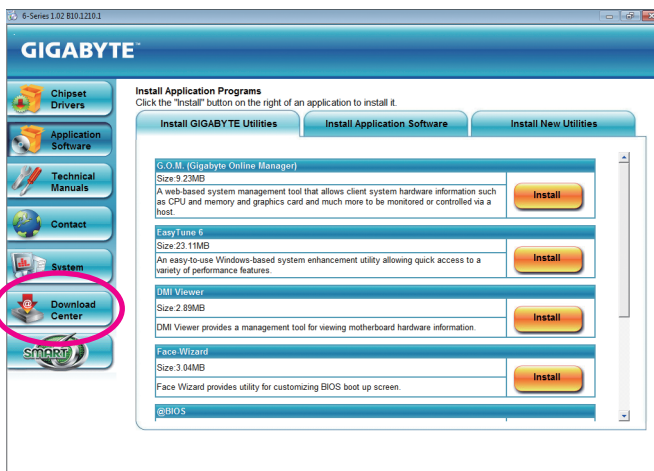 6-Series 1.02 B10.1210.1
GIGABYTE™
Chipset
Drivers
Application
Software
Technical
Manuals
Contact
System
Download
Center
SMART
Install Application Programs
Click the "Install" button on the right of an application to install it.
Install GIGABYTE Utilities
Install Application Software
Install New Utilities
G.O.M. (Gigabyte Online Manager)
Size:9.23MB
A web-based system management tool that allows client system hardware information such
as CPU and memory and graphics card and much more to be monitored or controlled via a
host.
Install
EasyTune 6
Size:23.11MB
An easy-to-use Windows-based system enhancement utility allowing quick access to a
variety of performance features.
Install
DMI Viewer
Size:2.89MB
DMI Viewer provides a management tool for viewing motherboard hardware information.
Install
Face-Wizard
Size:3.04MB
Face Wizard provides utility for customizing BIOS boot up screen.
Install
@BIOS